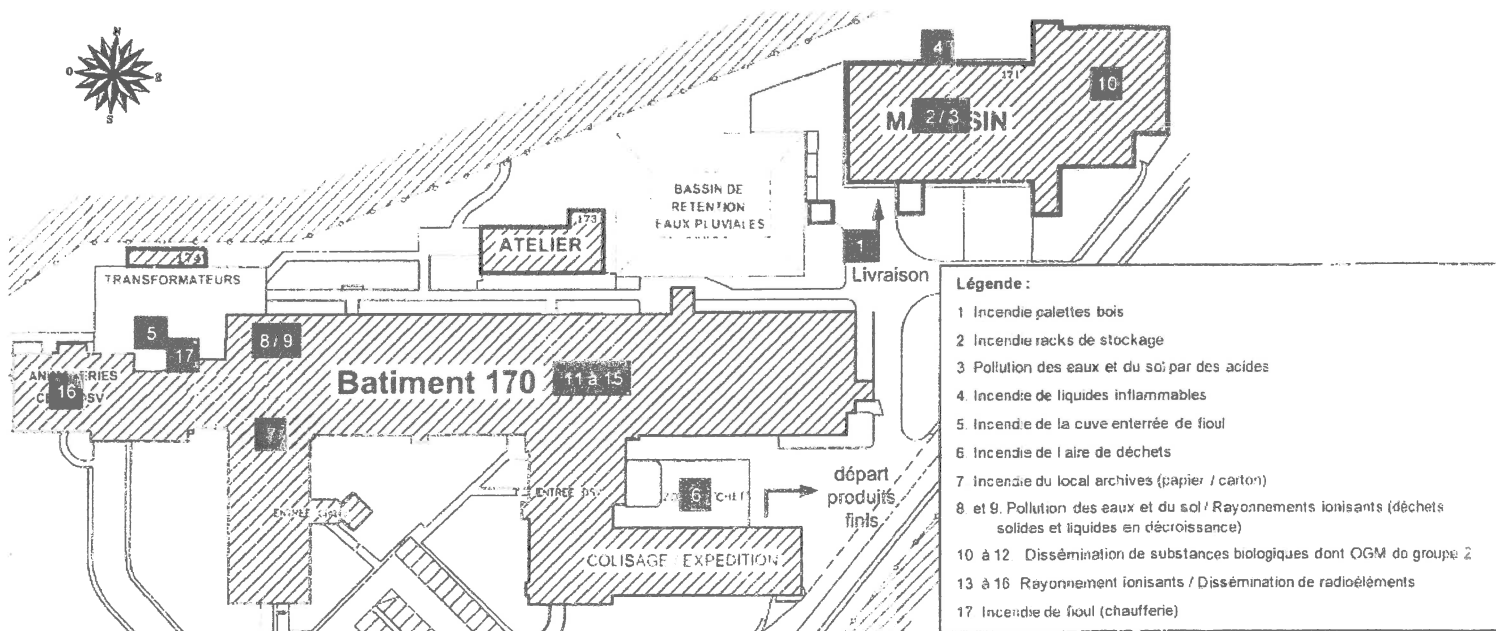 N
O
E
S
4
171
10
MA SIN
2 / 3
BASSIN DE
RETENTION
EAUX PLUVIALES
173
ATELIER
174
TRANSFORMATEURS
1
Livraison
5
17
8 / 9
Batiment 170
11 à 15
16
7
6
ENTREE
COLISAGE / EXPEDITION
départ
produits
finis
Légende :
1 Incendie palettes bois
2 Incendie racks de stockage
3 Pollution des eaux et du sol par des acides
4 Incendie de liquides inflammables
5 Incendie de la cuve enterrée de fioul
6 Incendie de l aire de déchets
7 Incendie du local archives (papier / carton)
8 et 9. Pollution des eaux et du sol / Rayonnements ionisants (déchets
solides et liquides en décroissance)
10 à 12 Dissémination de substances biologiques dont OGM de groupe 2
13 à 16 Rayonnement ionisants / Dissémination de radioéléments
17 Incendie de fioul (chaufferie)